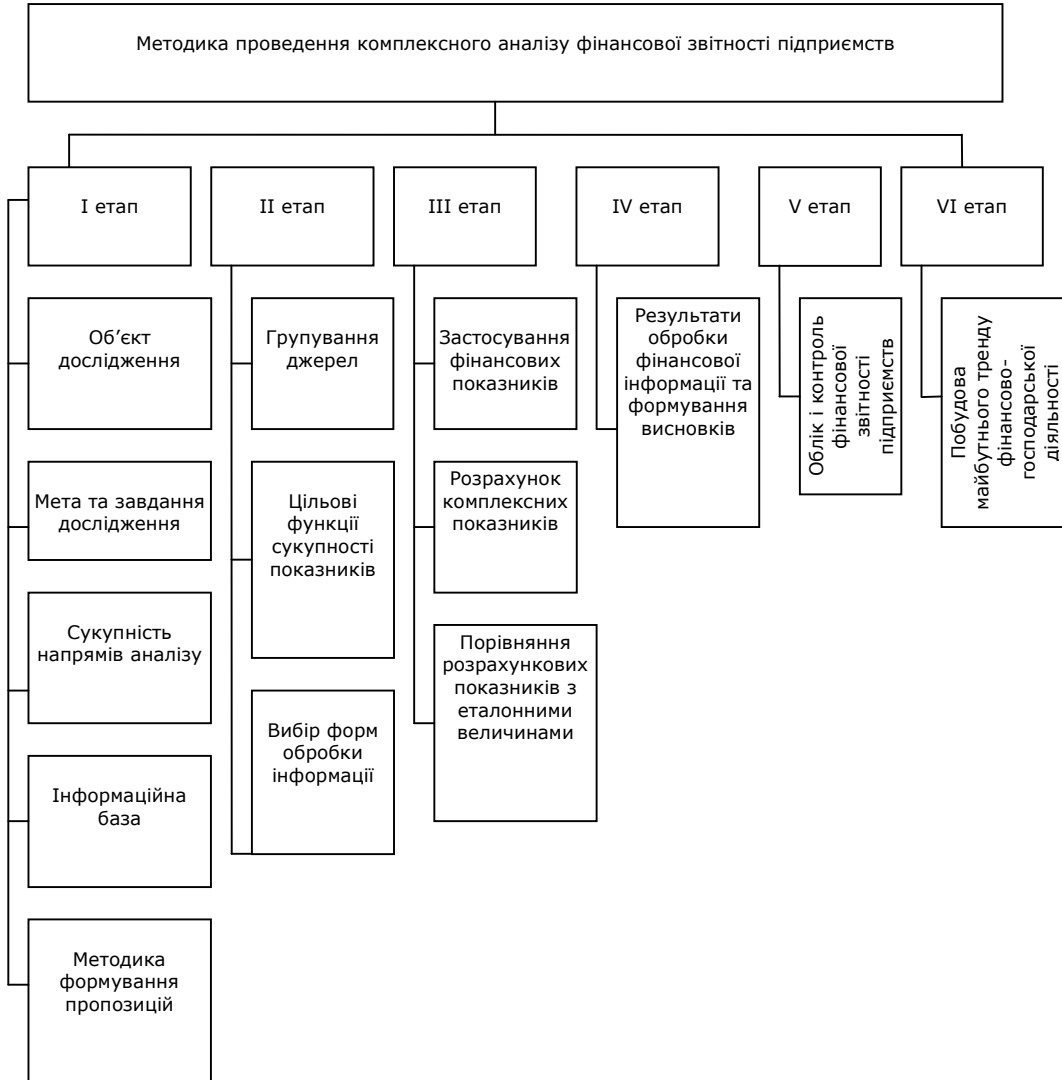 Методика проведення комплексного аналізу фінансової звітності підприємств
I етап
II етап
III етап
IV етап
V етап
VI етап
Об’єкт
дослідження
Мета та завдання
дослідження
Сукупність
напрямів аналізу
Інформаційна
база
Методика
формування
пропозицій
Групування
джерел
Цільові
функції
сукупності
показників
Вибір форм
обробки
інформації
Застосування
фінансових
показників
Розрахунок
комплексних
показників
Порівняння
розрахункових
показників з
еталонними
величинами
Результати
обробки
фінансової
інформації та
формування
висновків
Облік і контроль
фінансової
звітності
підприємств
Побудова
майбутнього тренду
фінансово-
господарської
діяльності